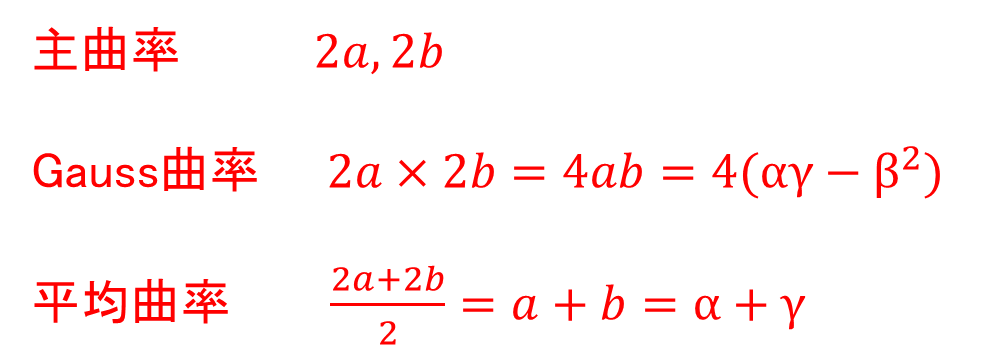 主曲率 2a, 2b
Gauss曲率 2a × 2b = 4ab = 4(αγ − β²)
平均曲率 (2a+2b)/2 = a + b = α + γ